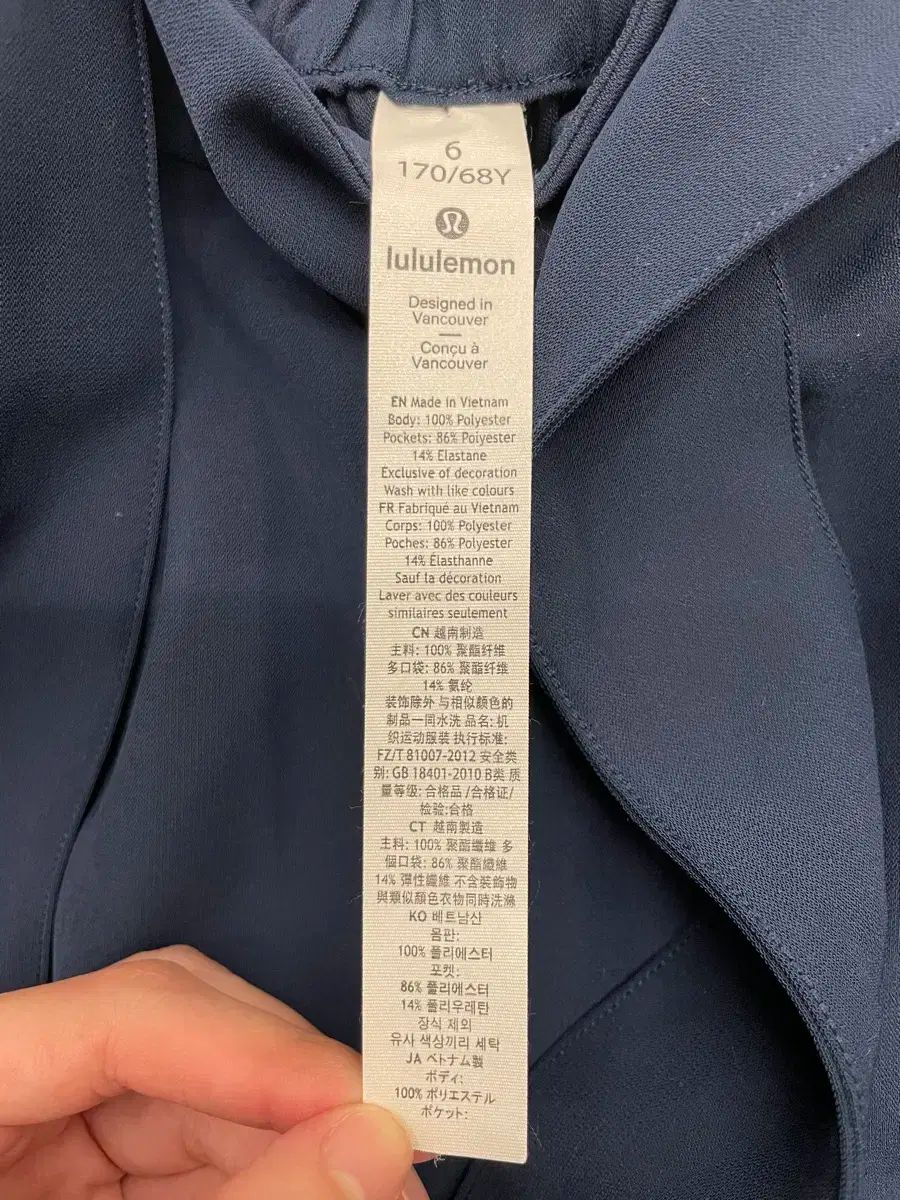 6
170/68Y
lululemon
Designed in
Vancouver
Conçu à
Vancouver
EN Made in Vietnam
Body: 100% Polyester
Pockets: 86% Polyester
14% Elastane
Exclusive of decoration
Wash with like colours
FR Fabriqué au Vietnam
Corps: 100% Polyester
Poches: 86% Polyester
14% Élasthanne
Sauf la décoration
Laver avec des couleurs
similaires seulement
CN 越南制造
主料: 100% 聚酯纤维
多口袋: 86% 聚酯纤维
14% 氨纶
装饰除外 与相似颜色的
制品一同水洗 品名: 机
织运动服装 执行标准:
FZ/T 81007-2012 安全类
别: GB 18401-2010 B类 质
量等级: 合格品 /合格证/
检验:合格
CT 越南製造
主料: 100% 聚酯纖維 多
個口袋: 86% 聚酯纖維
14% 彈性纖維 不含裝飾物
與類似顏色衣物同時洗滌
KO 베트남산
몸판:
100% 폴리에스터
포켓:
86% 폴리에스터
14% 폴리우레탄
장식 제외
유사 색상끼리 세탁
JA ベトナム製
ボディ:
100% ポリエステル
ポケット: